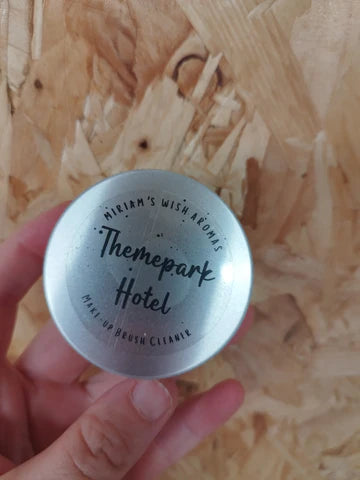 MIRIAM'S WISH AROMAS
Themepark
Hotel
MAKE-UP BRUSH CLEANER